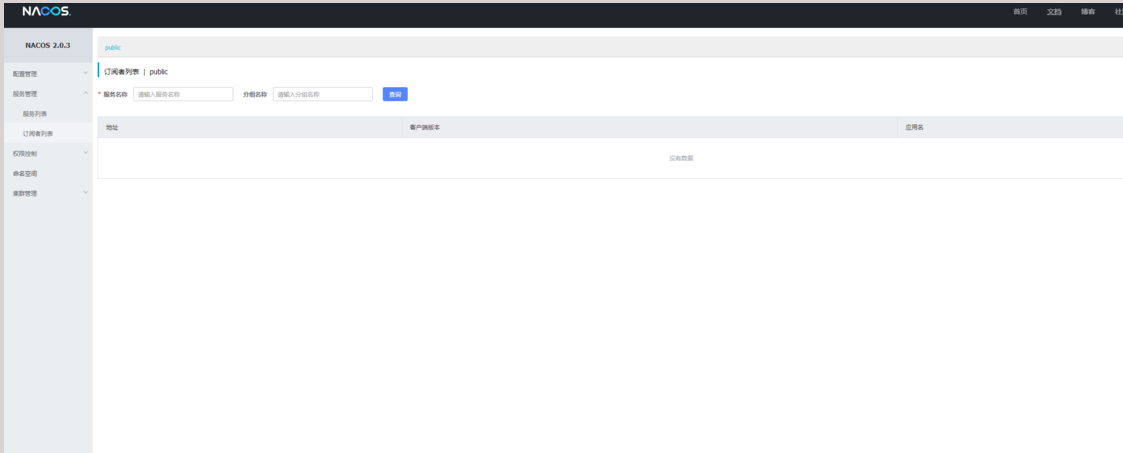 NACOS.
首页 文档 博客 社
NACOS 2.0.3
public
配置管理
订阅者列表 | public
服务管理
* 服务名称 请输入服务名称 分组名称 请输入分组名称 查询
服务列表
订阅者列表
地址 客户端版本 应用名
权限控制
没有数据
命名空间
集群管理